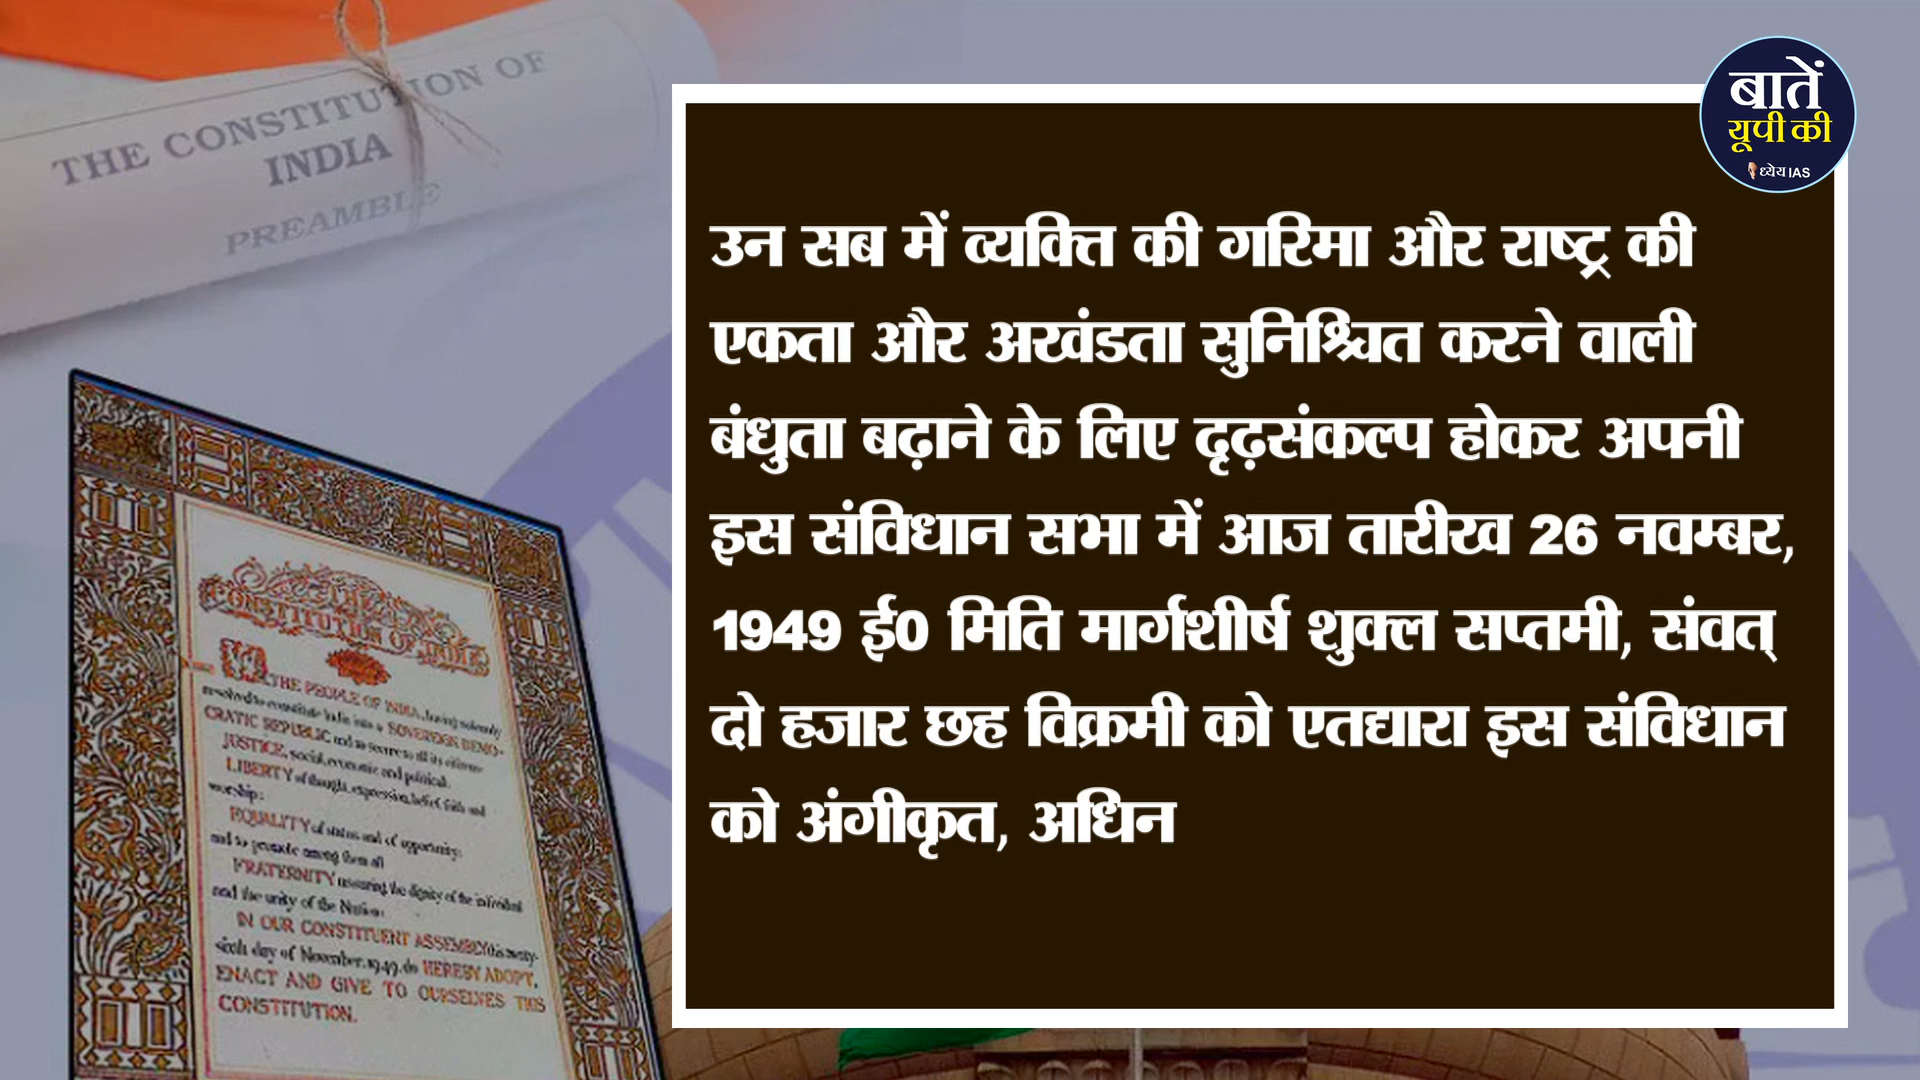 THE CONSTITUTION OF
INDIA
PREAMBLE
बातें
यूपी की
ध्येय IAS
उन सब में व्यक्ति की गरिमा और राष्ट्र की
एकता और अखंडता सुनिश्चित करने वाली
बंधुता बढ़ाने के लिए दृढ़संकल्प होकर अपनी
इस संविधान सभा में आज तारीख 26 नवम्बर,
1949 ई0 मिति मार्गशीर्ष शुक्ल सप्तमी, संवत्
दो हजार छह विक्रमी को एतद्यारा इस संविधान
को अंगीकृत, अधिन
THE
CONSTITUTION OF INDIA
THE PEOPLE OF INDIA, having solemnly
resolved to constitute India into a SOVEREIGN DEMO-
CRATIC REPUBLIC and to secure to all its citizens
JUSTICE, social, economic and political;
LIBERTY of thought, expression, belief, faith and
worship;
EQUALITY of status and of opportunity;
and to promote among them all
FRATERNITY assuring the dignity of the individual
and the unity of the Nation;
IN OUR CONSTITUENT ASSEMBLY this twenty-
sixth day of November, 1949, do HEREBY ADOPT,
ENACT AND GIVE TO OURSELVES THIS
CONSTITUTION.